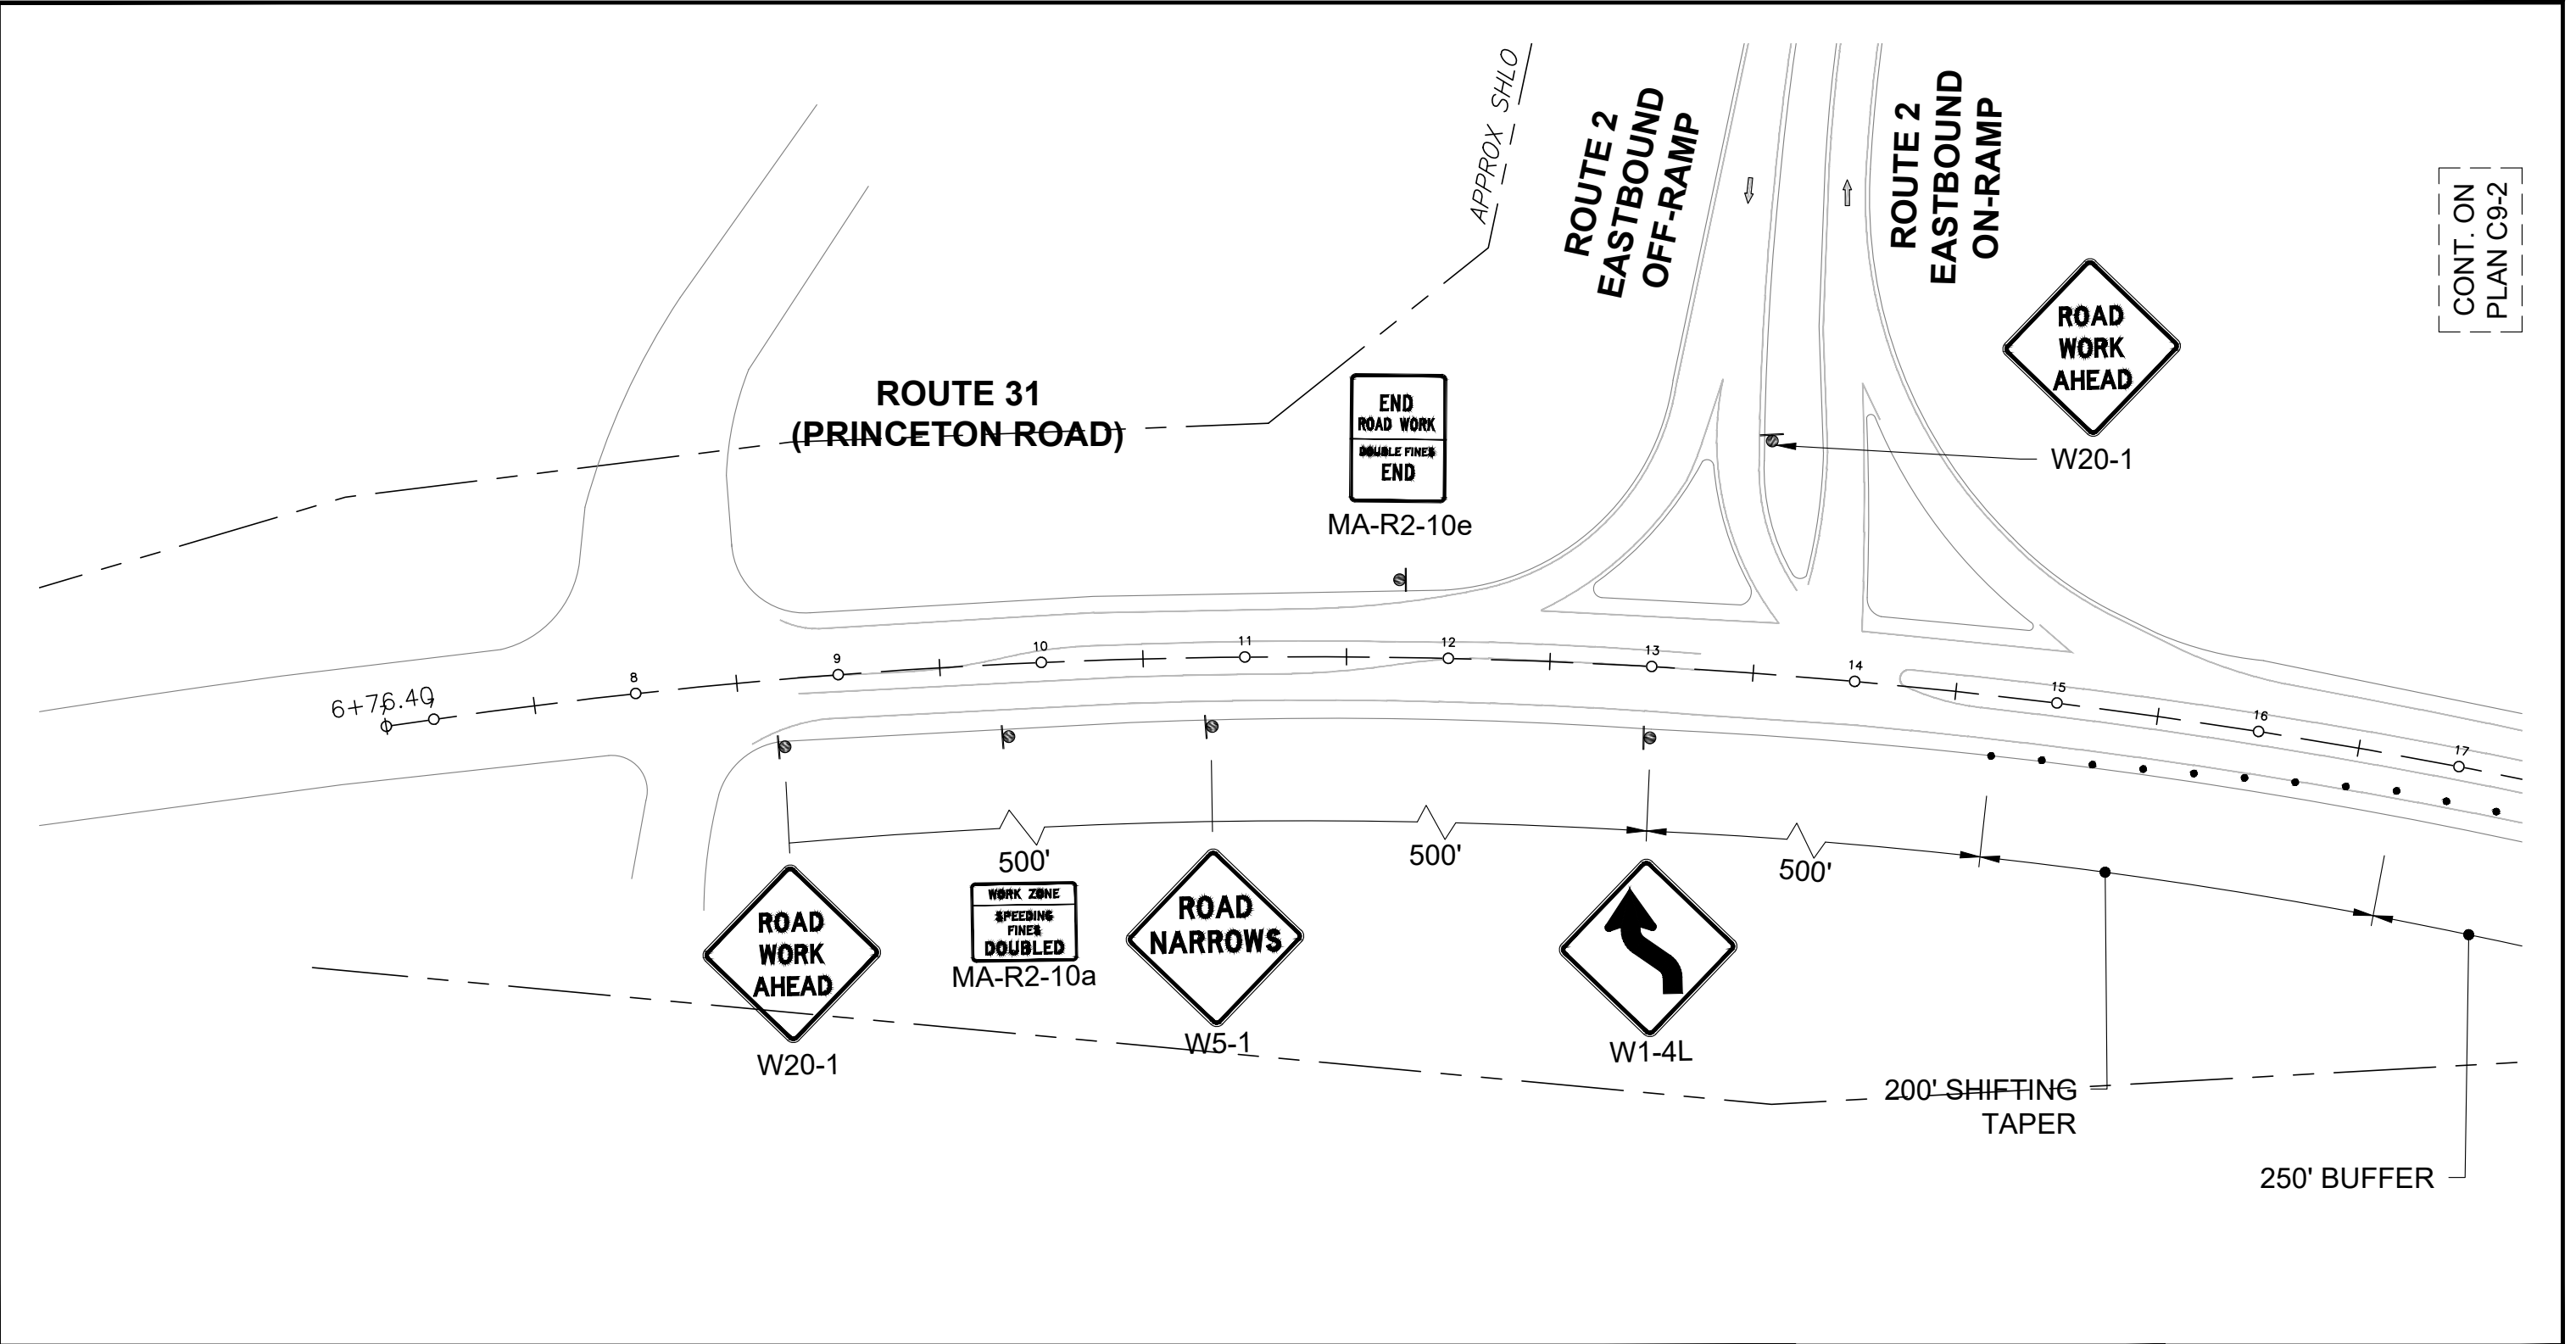 APPROX SHLO
ROUTE 2
EASTBOUND
OFF-RAMP
ROUTE 2
EASTBOUND
ON-RAMP
CONT. ON
PLAN C9-2
ROAD
WORK
AHEAD
W20-1
ROUTE 31
(PRINCETON ROAD)
END
ROAD WORK
DOUBLE FINES
END
MA-R2-10e
6+76.40
7
8
9
10
11
12
13
14
15
16
17
500'
500'
500'
ROAD
WORK
AHEAD
W20-1
WORK ZONE
SPEEDING
FINES
DOUBLED
MA-R2-10a
ROAD
NARROWS
W5-1
W1-4L
200' SHIFTING
TAPER
250' BUFFER